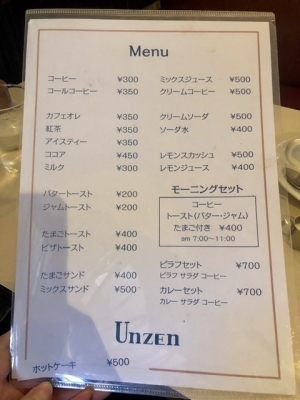 Menu
コーヒー ¥300
コールコーヒー ¥350
カフェオレ ¥350
紅茶 ¥350
アイスティー ¥350
ココア ¥450
ミルク ¥300
バタートースト ¥200
ジャムトースト ¥200
たまごトースト ¥400
ピザトースト ¥400
たまごサンド ¥400
ミックスサンド ¥500
ミックスジュース ¥500
クリームコーヒー ¥500
クリームソーダ ¥500
ソーダ水 ¥400
レモンスカッシュ ¥500
レモンジュース ¥400
モーニングセット
コーヒー
トースト(バター・ジャム)
たまご付き ¥400
am 7:00~11:00
ピラフセット ¥700
ピラフ サラダ コーヒー
カレーセット ¥700
カレー サラダ コーヒー
UNZEN
ホットケーキ ¥500